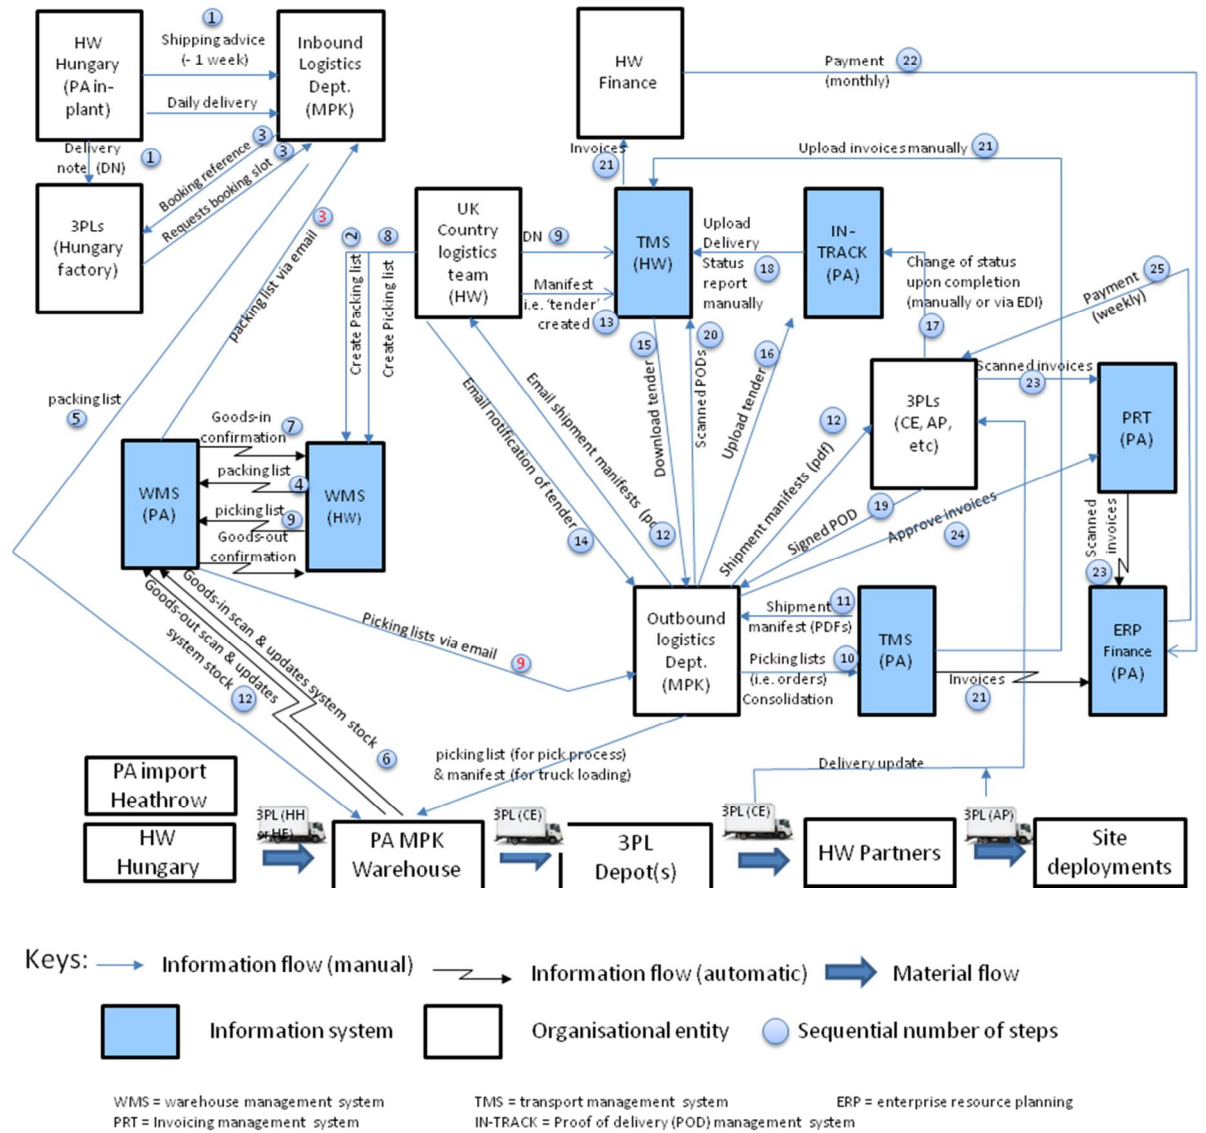 1
HW
Hungary
(PA in-
plant)
Shipping advice
(- 1 week)
Daily delivery
Inbound
Logistics
Dept.
(MPK)
Delivery
note (DN)
1
3
3
Booking reference
Requests booking slot
3PLs
(Hungary
factory)
packing list via email
3
HW
Finance
Payment
(monthly)
22
Invoices
21
Upload invoices manually
21
2
8
Create Packing list
Create Picking list
UK
Country
logistics
team
(HW)
DN
9
Manifest
i.e. ‘tender’
created
13
TMS
(HW)
Upload
Delivery
Status
report
manually
18
IN-
TRACK
(PA)
Change of status
upon completion
(manually or via EDI)
17
Payment
(weekly)
25
15
20
16
Download tender
Scanned PODs
Upload tender
Email notification of tender
14
Email shipment manifests
12
Shipment manifests (pdf)
12
3PLs
(CE, AP,
etc)
Scanned invoices
23
PRT
(PA)
Signed POD
19
Approve invoices
24
Scanned
invoices
23
packing list
5
WMS
(PA)
Goods-in
confirmation
7
packing list
4
picking list
9
Goods-out
confirmation
WMS
(HW)
Picking lists via email
9
Goods-in scan & updates system stock
6
Goods-out scan & updates
system stock
12
Outbound
logistics
Dept.
(MPK)
Shipment
manifest (PDFs)
11
Picking lists
(i.e. orders)
Consolidation
10
TMS
(PA)
Invoices
21
ERP
Finance
(PA)
picking list (for pick process)
& manifest (for truck loading)
Delivery update
PA import
Heathrow
HW
Hungary
3PL (HH
or HE)
PA MPK
Warehouse
3PL (CE)
3PL
Depot(s)
3PL (CE)
HW Partners
3PL (AP)
Site
deployments
Keys:
Information flow (manual)
Information flow (automatic)
Material flow
Information system
Organisational entity
Sequential number of steps
WMS = warehouse management system
TMS = transport management system
ERP = enterprise resource planning
PRT = Invoicing management system
IN-TRACK = Proof of delivery (POD) management system